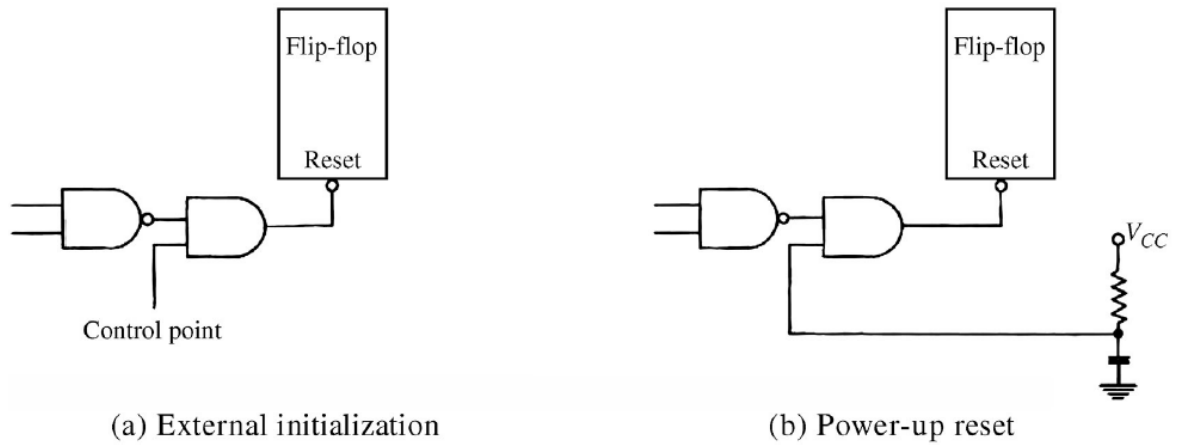 Flip-flop
Reset
Control point
(a) External initialization
Flip-flop
Reset
VCC
(b) Power-up reset